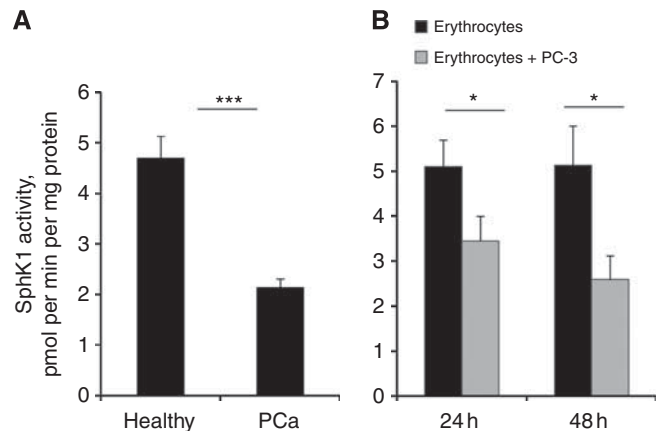 A
SphK1 activity,
pmol per min per mg protein
6
5
4
3
2
1
0
***
Healthy
PCa
B
Erythrocytes
Erythrocytes + PC-3
7
6
5
4
3
2
1
0
*
*
24 h
48 h